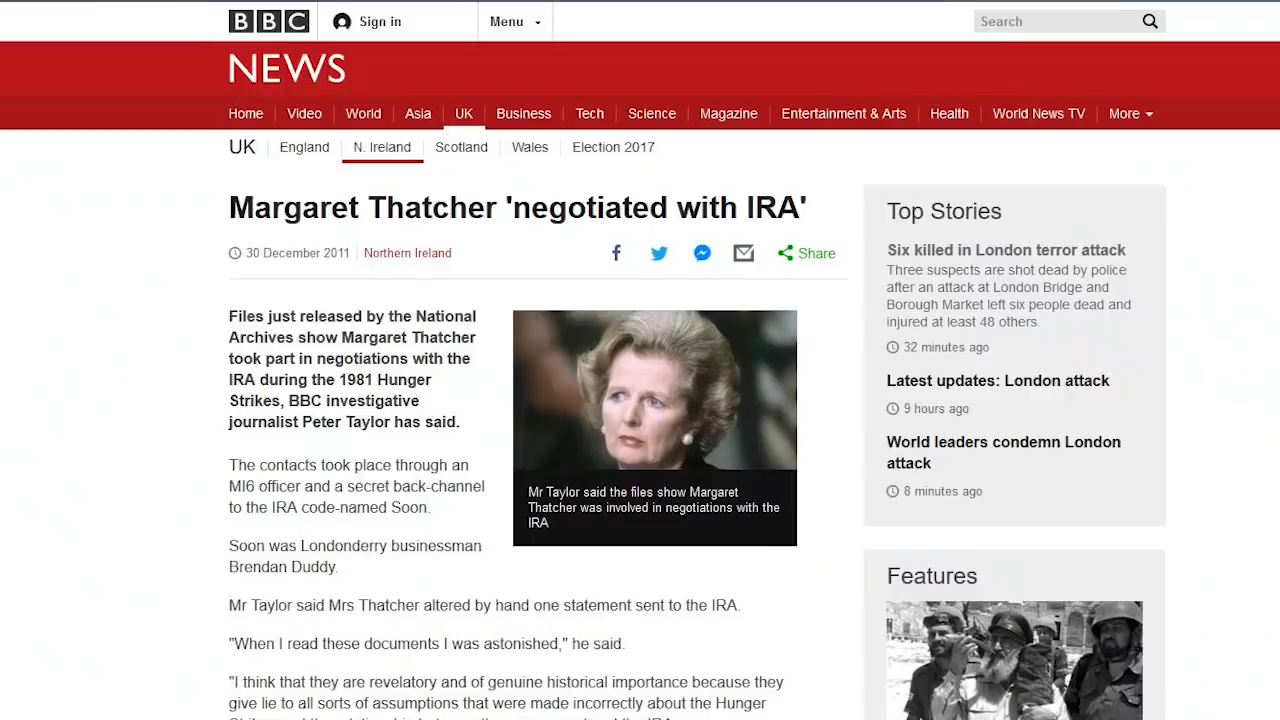 BBC
Sign in
Menu
Search
NEWS
Home
Video
World
Asia
UK
Business
Tech
Science
Magazine
Entertainment & Arts
Health
World News TV
More
UK
England
N. Ireland
Scotland
Wales
Election 2017
Margaret Thatcher 'negotiated with IRA'
30 December 2011
Northern Ireland
Share
Files just released by the National
Archives show Margaret Thatcher
took part in negotiations with the
IRA during the 1981 Hunger
Strikes, BBC investigative
journalist Peter Taylor has said.
Mr Taylor said the files show Margaret
Thatcher was involved in negotiations with the
IRA
The contacts took place through an
MI6 officer and a secret back-channel
to the IRA code-named Soon.
Soon was Londonderry businessman
Brendan Duddy.
Mr Taylor said Mrs Thatcher altered by hand one statement sent to the IRA.
"When I read these documents I was astonished," he said.
"I think that they are revelatory and of genuine historical importance because they
give lie to all sorts of assumptions that were made incorrectly about the Hunger
Top Stories
Six killed in London terror attack
Three suspects are shot dead by police
after an attack at London Bridge and
Borough Market left six people dead and
injured at least 48 others.
32 minutes ago
Latest updates: London attack
9 hours ago
World leaders condemn London
attack
8 minutes ago
Features